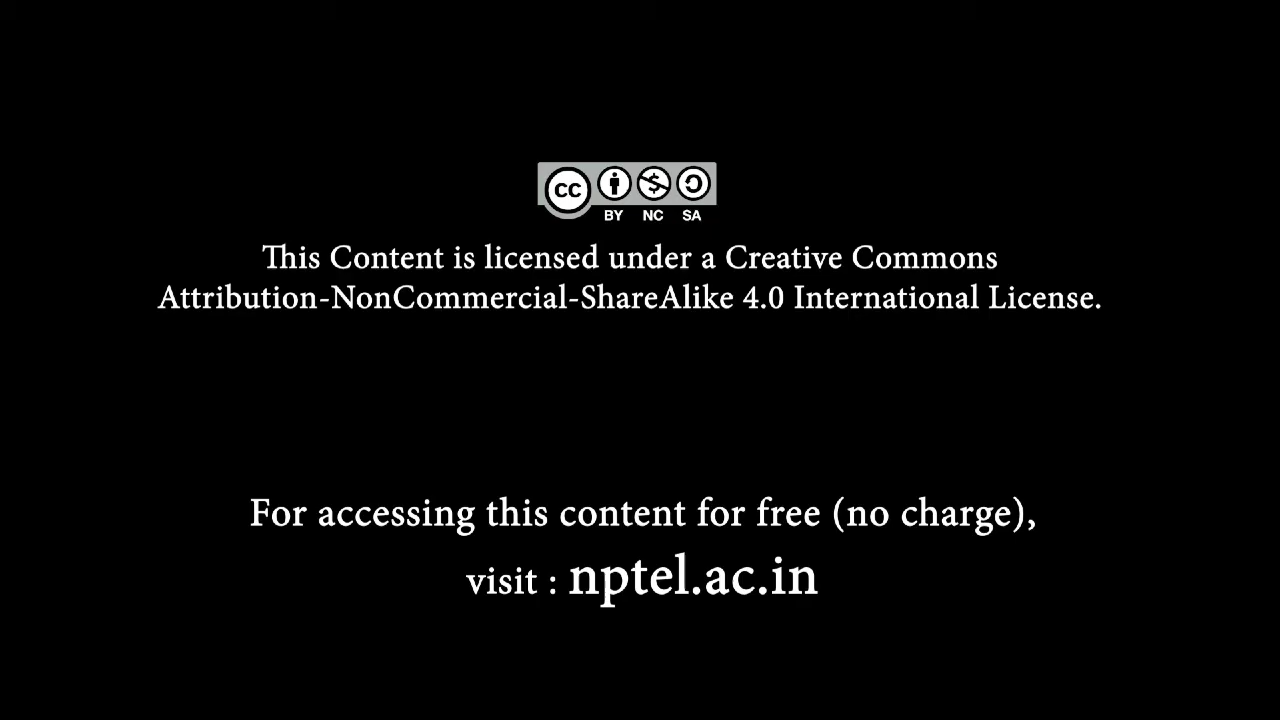 cc
BY NC SA
This Content is licensed under a Creative Commons
Attribution-NonCommercial-ShareAlike 4.0 International License.
For accessing this content for free (no charge),
visit : nptel.ac.in